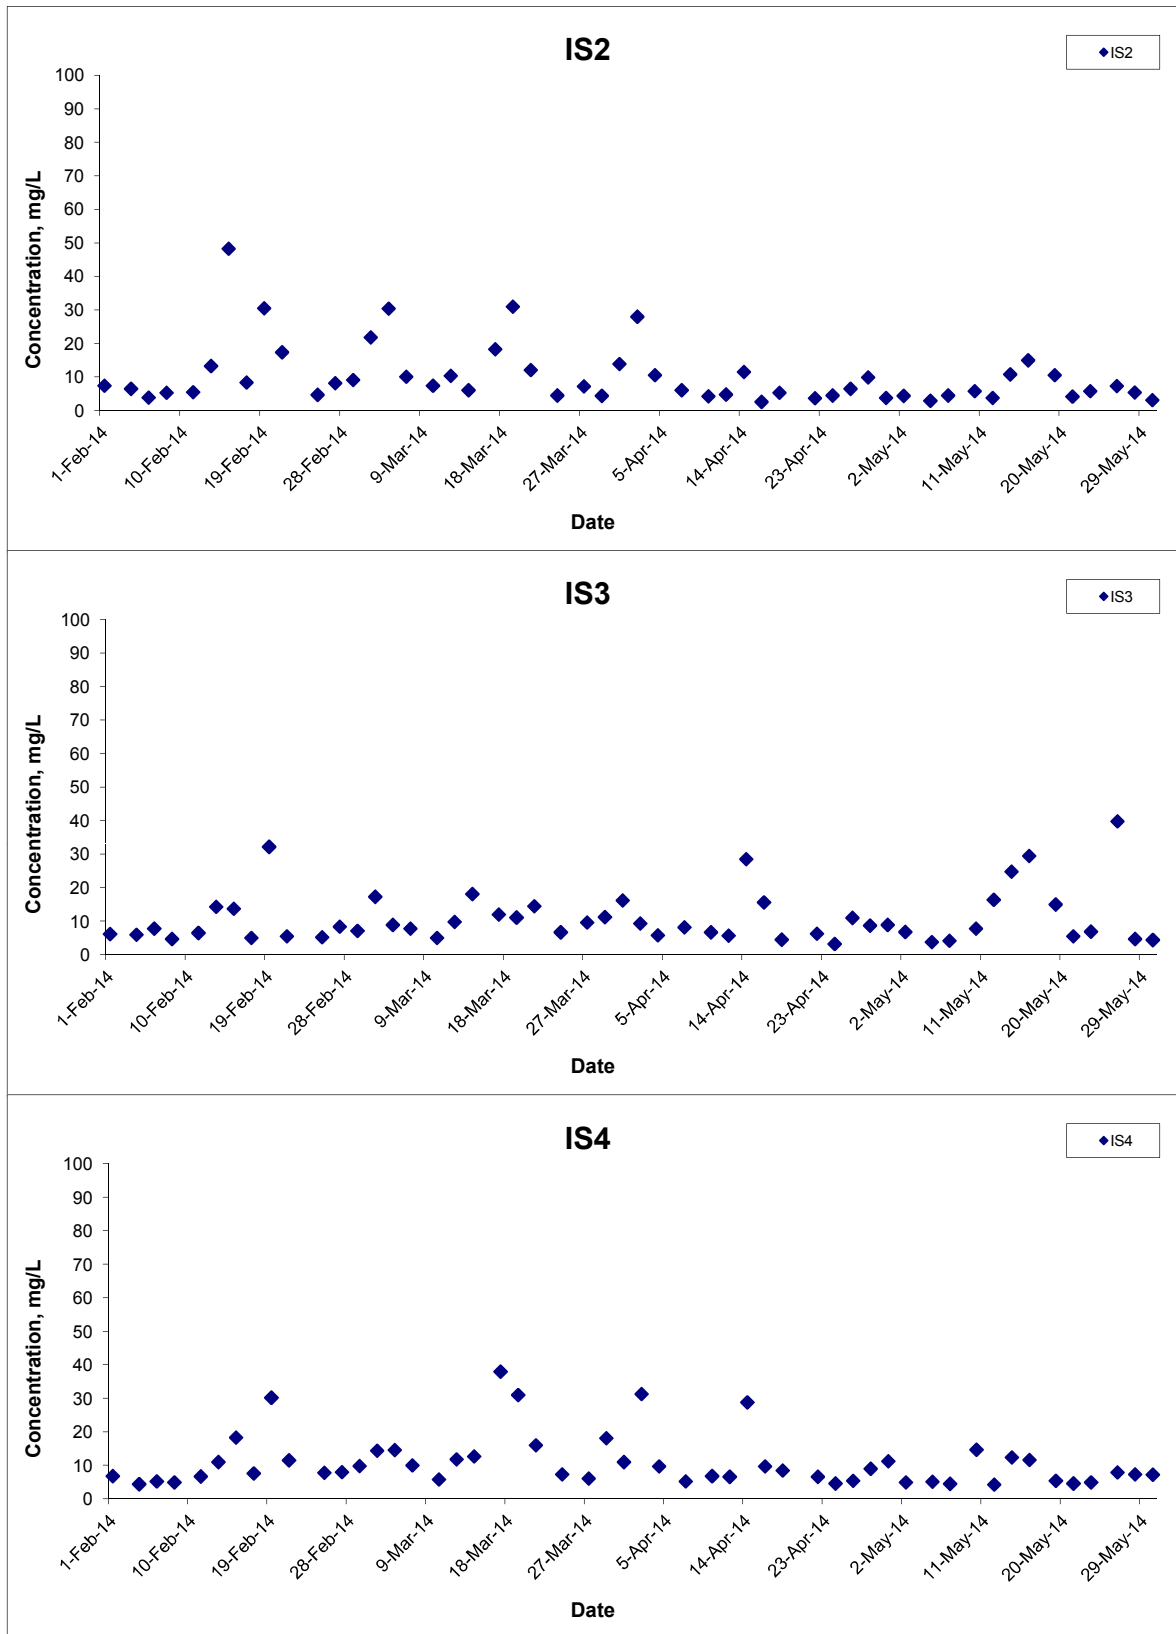 IS2
IS2
100
90
80
70
60
50
40
30
20
10
0
Concentration, mg/L
1-Feb-14
10-Feb-14
19-Feb-14
28-Feb-14
9-Mar-14
18-Mar-14
27-Mar-14
5-Apr-14
14-Apr-14
23-Apr-14
2-May-14
11-May-14
20-May-14
29-May-14
Date
IS3
IS3
100
90
80
70
60
50
40
30
20
10
0
Concentration, mg/L
1-Feb-14
10-Feb-14
19-Feb-14
28-Feb-14
9-Mar-14
18-Mar-14
27-Mar-14
5-Apr-14
14-Apr-14
23-Apr-14
2-May-14
11-May-14
20-May-14
29-May-14
Date
IS4
IS4
100
90
80
70
60
50
40
30
20
10
0
Concentration, mg/L
1-Feb-14
10-Feb-14
19-Feb-14
28-Feb-14
9-Mar-14
18-Mar-14
27-Mar-14
5-Apr-14
14-Apr-14
23-Apr-14
2-May-14
11-May-14
20-May-14
29-May-14
Date